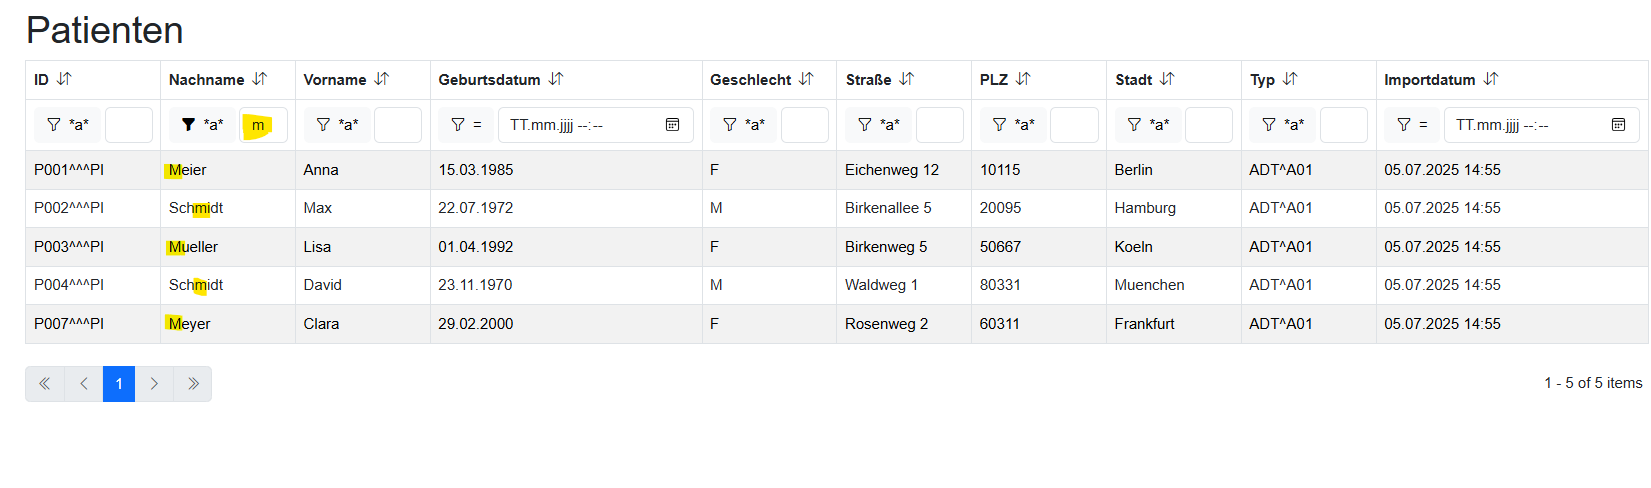 Patienten
ID Nachname Vorname Geburtsdatum Geschlecht Straße PLZ Stadt Typ Importdatum
*a* *a* m *a* = TT.mm.jjjj --:-- *a* *a* *a* *a* *a* = TT.mm.jjjj --:--
P001^^^PI Meier Anna 15.03.1985 F Eichenweg 12 10115 Berlin ADT^A01 05.07.2025 14:55
P002^^^PI Schmidt Max 22.07.1972 M Birkenallee 5 20095 Hamburg ADT^A01 05.07.2025 14:55
P003^^^PI Mueller Lisa 01.04.1992 F Birkenweg 5 50667 Koeln ADT^A01 05.07.2025 14:55
P004^^^PI Schmidt David 23.11.1970 M Waldweg 1 80331 Muenchen ADT^A01 05.07.2025 14:55
P007^^^PI Meyer Clara 29.02.2000 F Rosenweg 2 60311 Frankfurt ADT^A01 05.07.2025 14:55
1 1 - 5 of 5 items